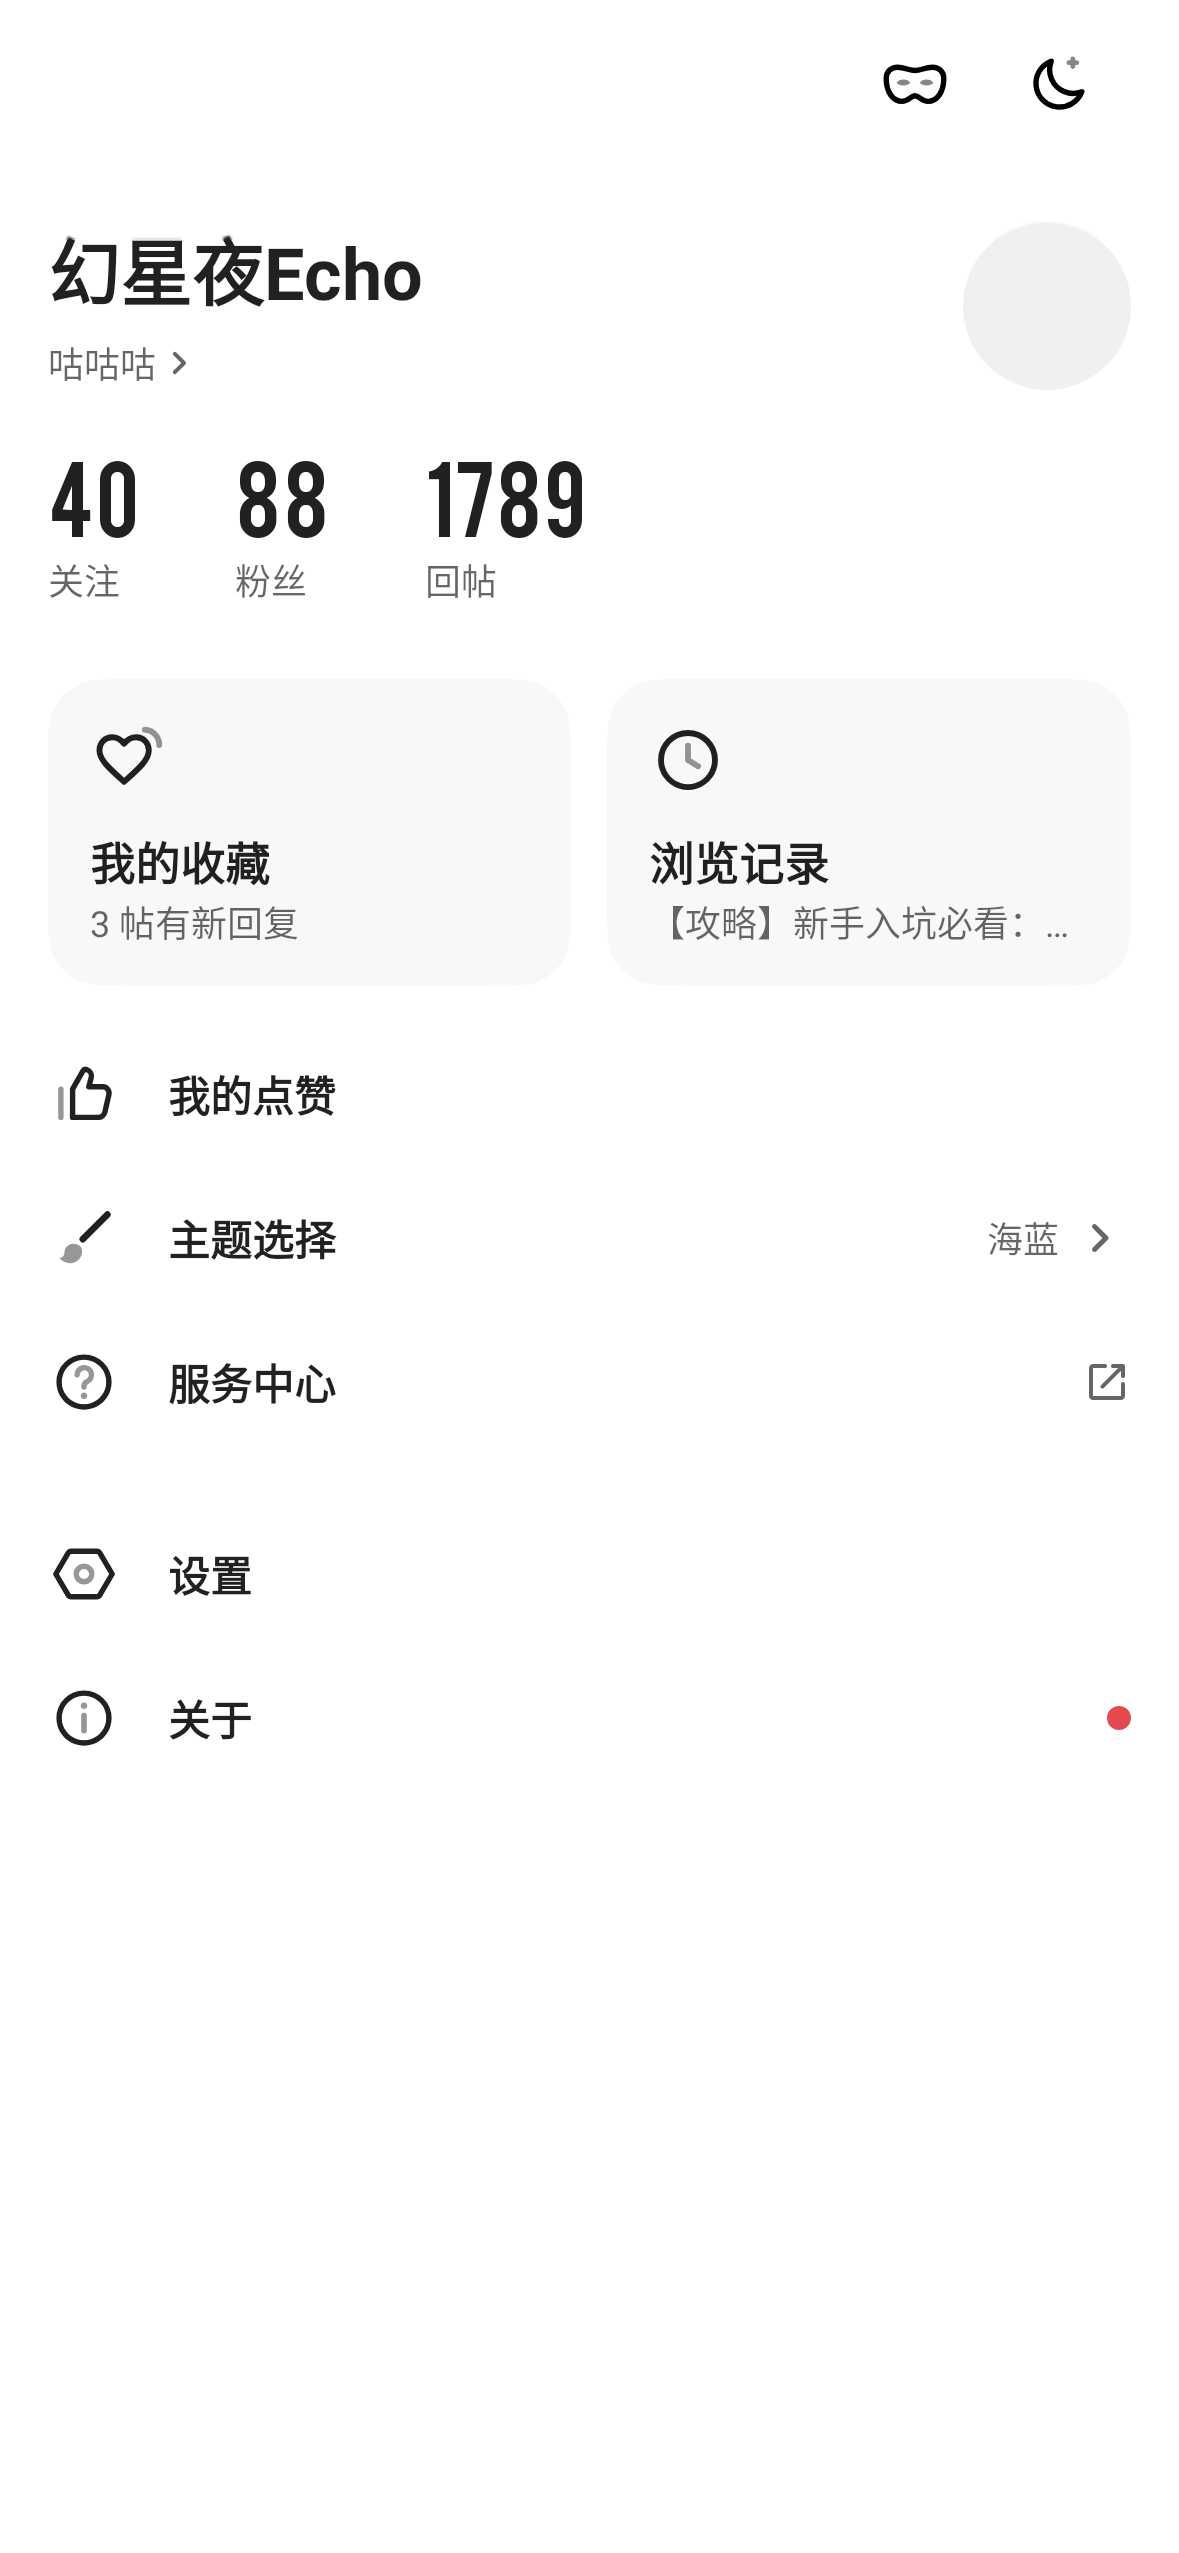 幻星夜Echo
咕咕咕
40 88 1789
关注 粉丝 回帖
我的收藏 浏览记录
3 帖有新回复 【攻略】新手入坑必看：...
我的点赞
主题选择 海蓝
服务中心
设置
关于